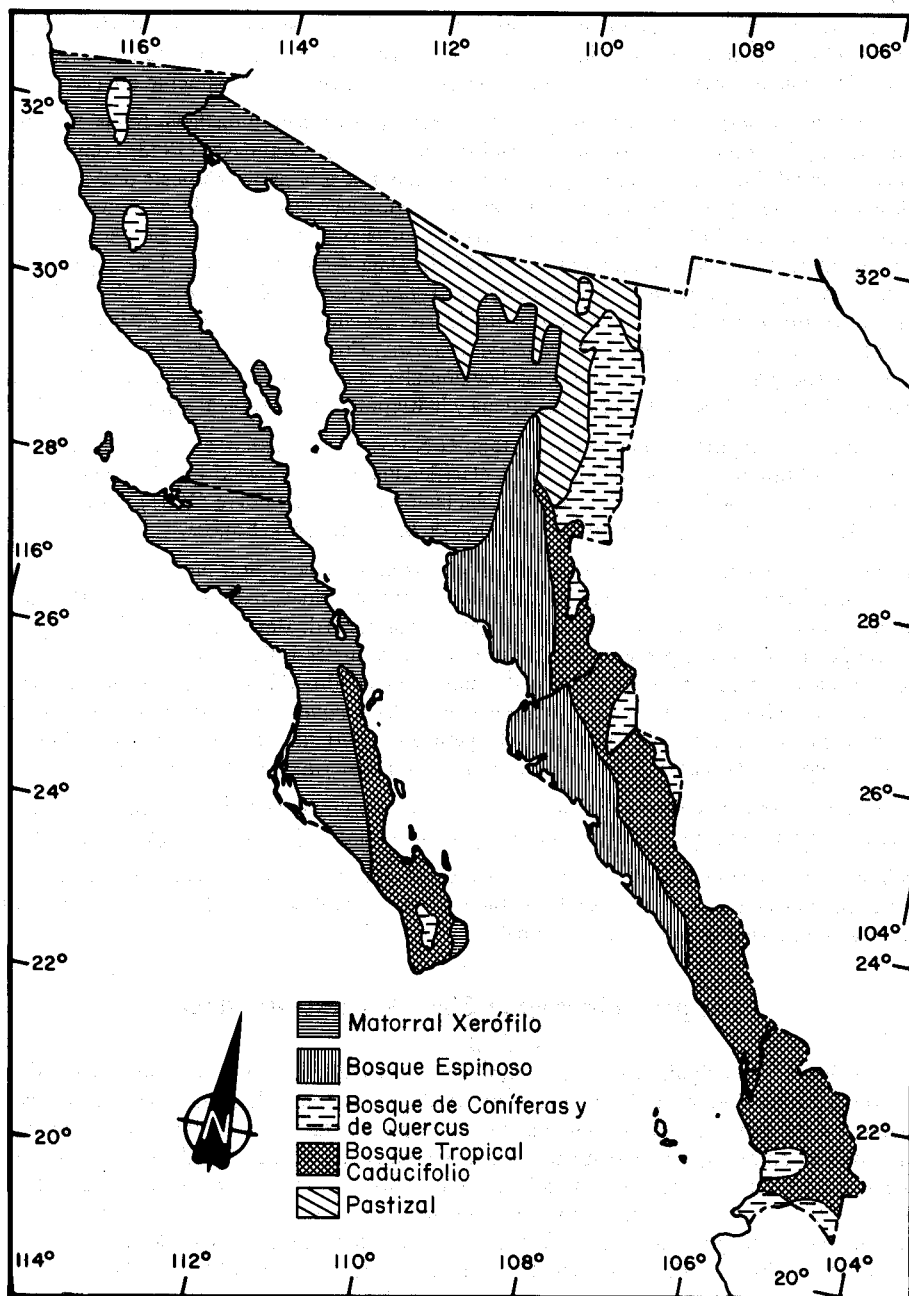 116° 114° 112° 110° 108° 106°
32°
30° 32°
28°
116°
26° 28°
24° 26°
104°
22° 24°
Matorral Xerófilo
Bosque Espinoso
Bosque de Coníferas y
de Quercus
Bosque Tropical
Caducifolio
Pastizal
N
20° 22°
114° 112° 110° 108° 106° 20° 104°